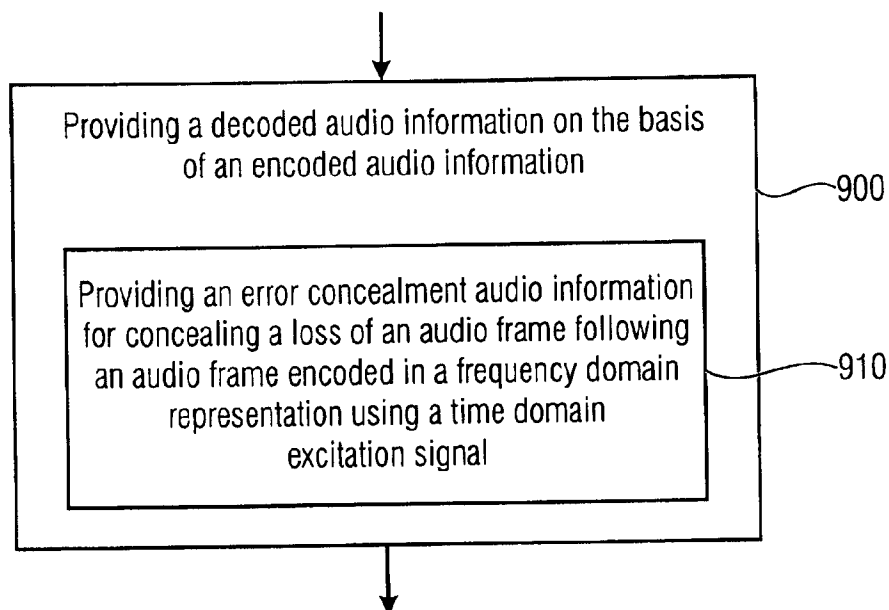 Providing a decoded audio information on the basis
of an encoded audio information
900
Providing an error concealment audio information
for concealing a loss of an audio frame following
an audio frame encoded in a frequency domain
representation using a time domain
excitation signal
910